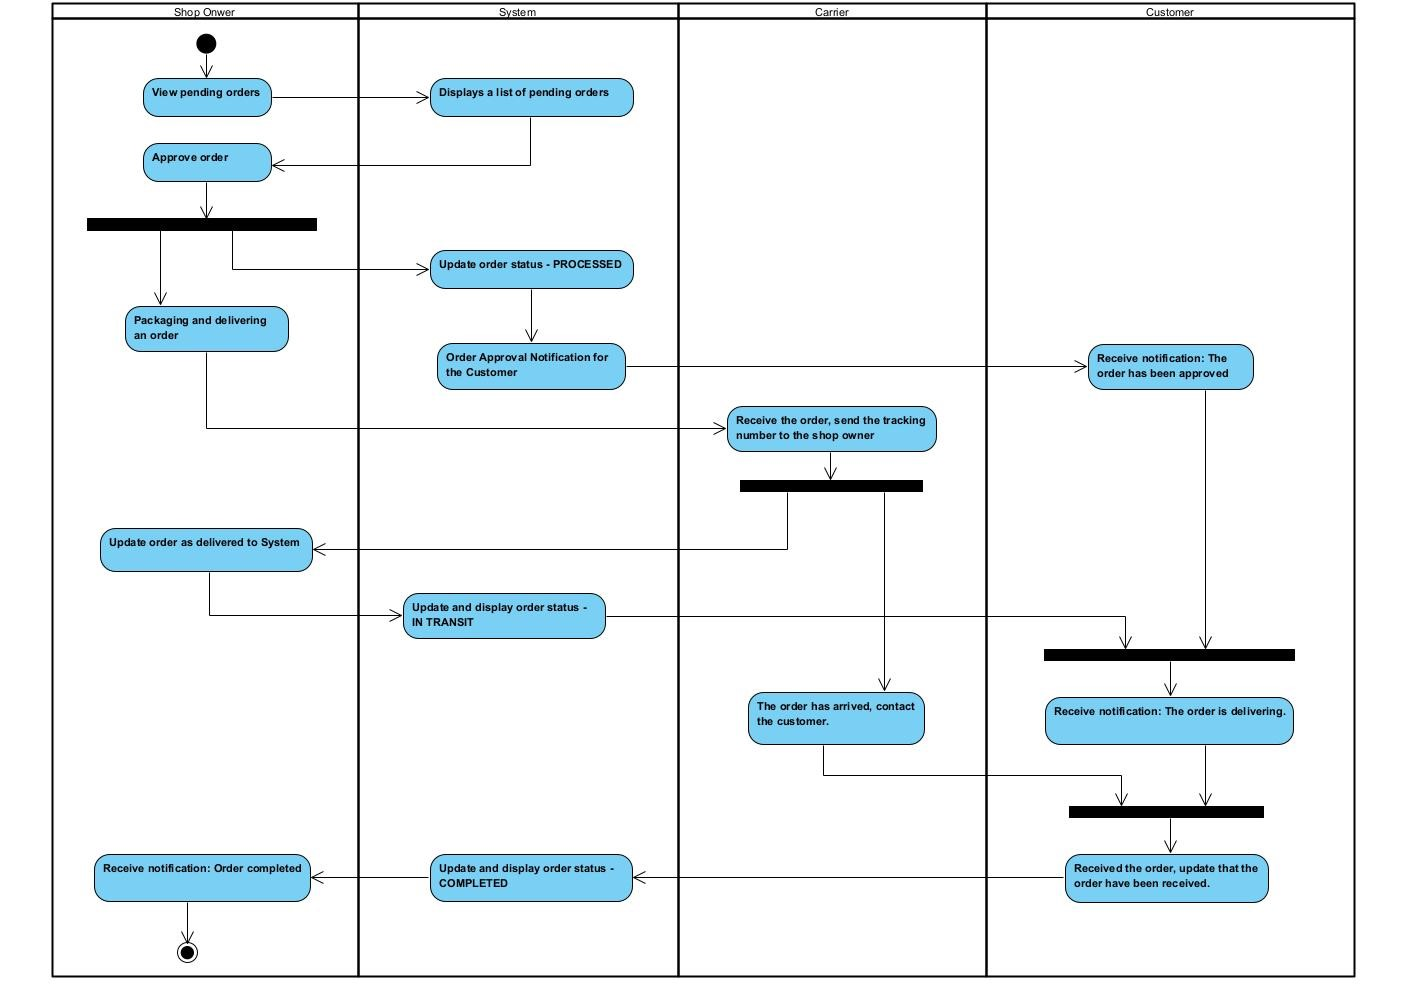 Shop Onwer
System
Carrier
Customer
View pending orders
Displays a list of pending orders
Approve order
Update order status - PROCESSED
Packaging and delivering
an order
Order Approval Notification for
the Customer
Receive notification: The
order has been approved
Receive the order, send the tracking
number to the shop owner
Update order as delivered to System
Update and display order status -
IN TRANSIT
The order has arrived, contact
the customer.
Receive notification: The order is delivering.
Receive notification: Order completed
Update and display order status -
COMPLETED
Received the order, update that the
order have been received.